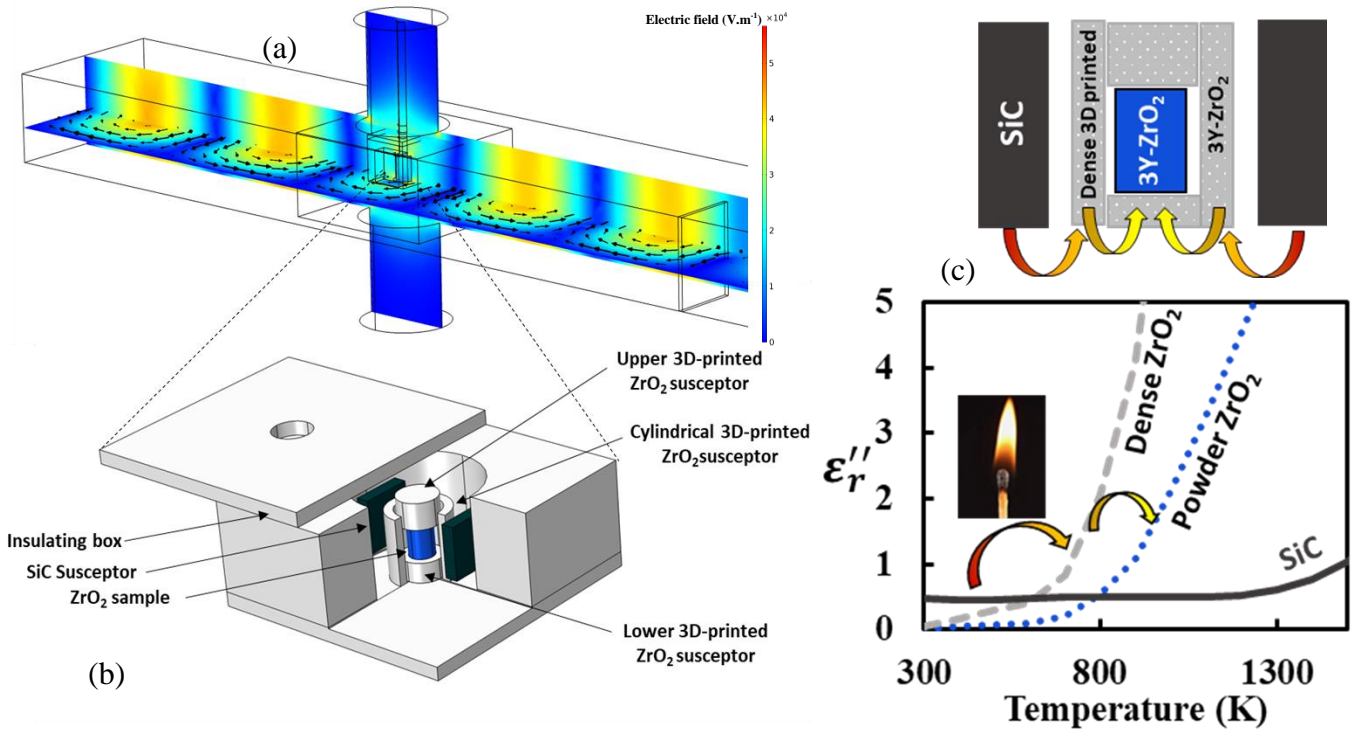 (a)
Electric field (V.m⁻¹)
×10⁴
5
4
3
2
1
0
Upper 3D-printed
ZrO₂ susceptor
Cylindrical 3D-printed
ZrO₂susceptor
Insulating box
SiC Susceptor
ZrO₂ sample
Lower 3D-printed
ZrO₂ susceptor
(b)
(c)
SiC
Dense 3D printed
3Y-ZrO₂
3Y-ZrO₂
5
4
3
2
1
0
εᵣ′′
Dense ZrO₂
Powder ZrO₂
SiC
300
800
1300
Temperature (K)